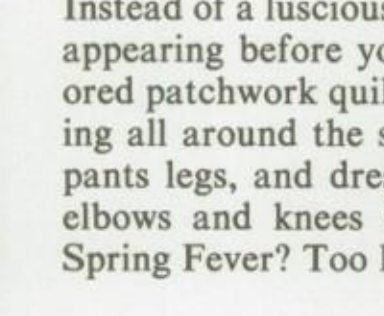 Instead of a luscious
appearing before yo
ored patchwork quil
ing all around the s
pants legs, and dre
elbows and knees
Spring Fever? Too